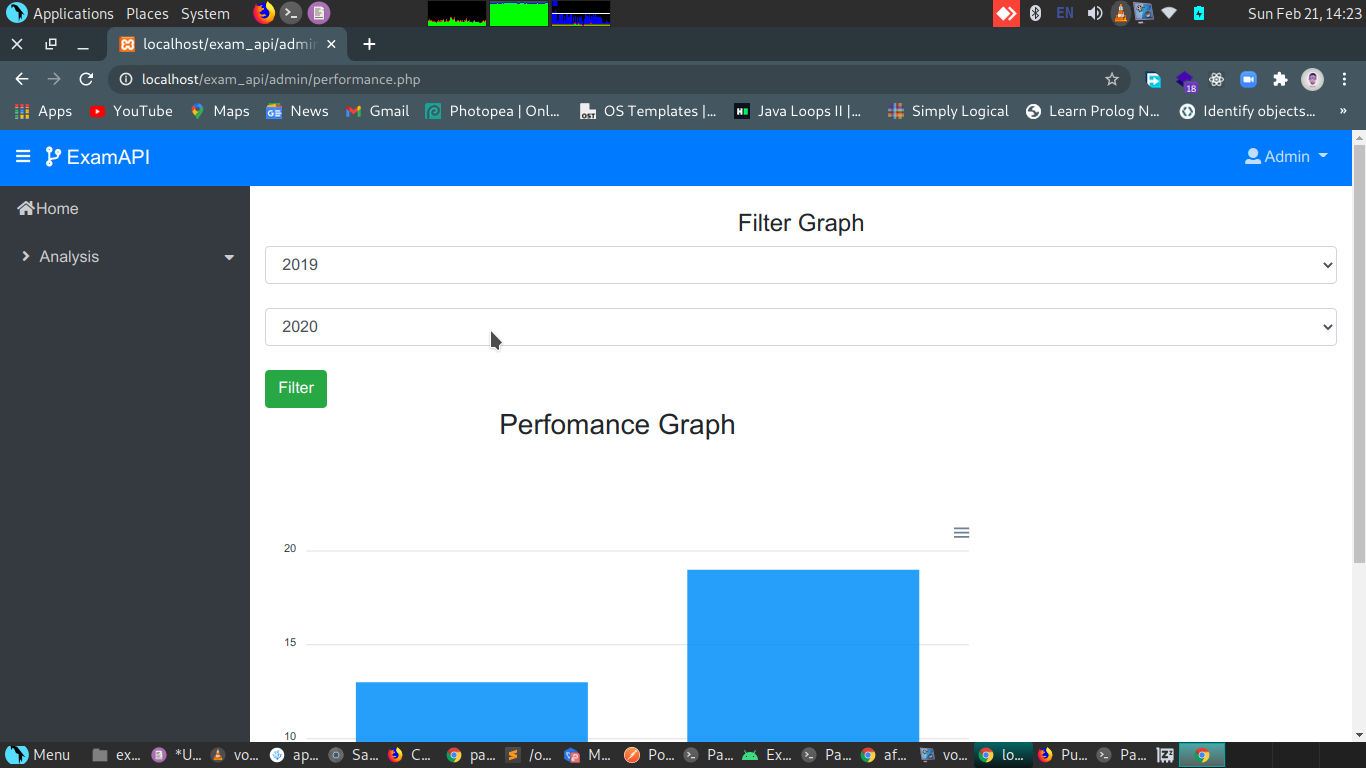 Applications Places System EN Sun Feb 21, 14:23
localhost/exam_api/admin
localhost/exam_api/admin/performance.php 18
Apps YouTube Maps GE News Gmail Photopea | Onl... OST OS Templates |... H Java Loops II |... Simply Logical Learn Prolog N... Identify objects... »
ExamAPI Admin
Home
Analysis
Filter Graph
2019
2020
Filter
Perfomance Graph
20
15
10
Menu ex... *U... vo... ap... Sa... C... pa... /o... M... Po... Pa... Ex... Pa... af... vo... lo... Pu... Pa...